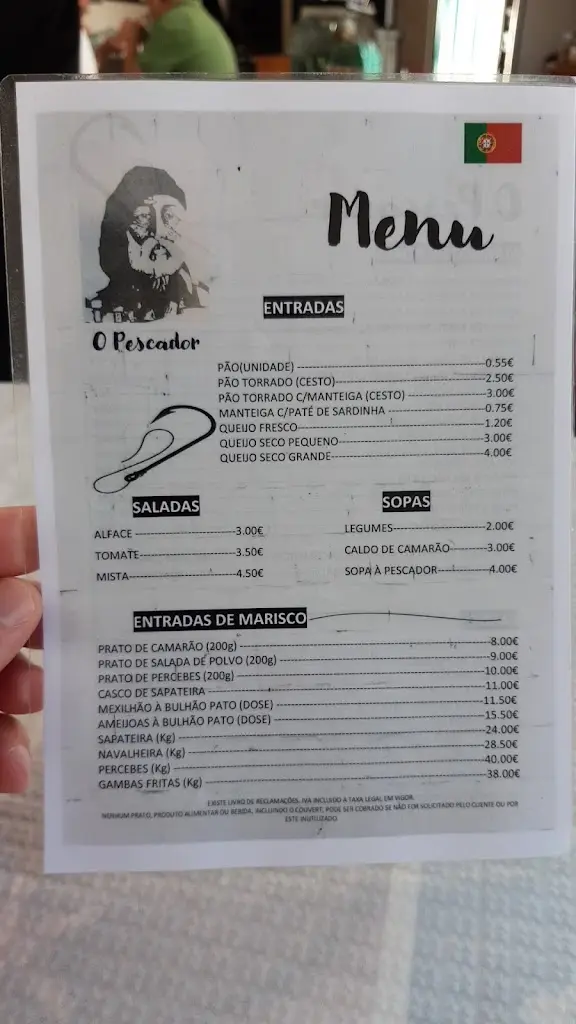 Menu
O Pescador
ENTRADAS
PÃO(UNIDADE) 0.55€
PÃO TORRADO (CESTO) 2.50€
PÃO TORRADO C/MANTEIGA (CESTO) 3.00€
MANTEIGA C/PATÉ DE SARDINHA 0.75€
QUEIJO FRESCO 1.20€
QUEIJO SECO PEQUENO 3.00€
QUEIJO SECO GRANDE 4.00€
SALADAS
ALFACE 3.00€
TOMATE 3.50€
MISTA 4.50€
SOPAS
LEGUMES 2.00€
CALDO DE CAMARÃO 3.00€
SOPA À PESCADOR 4.00€
ENTRADAS DE MARISCO
PRATO DE CAMARÃO (200g) 8.00€
PRATO DE SALADA DE POLVO (200g) 9.00€
PRATO DE PERCEBES (200g) 10.00€
CASCO DE SAPATEIRA 11.00€
MEXILHÃO À BULHÃO PATO (DOSE) 11.50€
AMEIJOAS À BULHÃO PATO (DOSE) 15.50€
SAPATEIRA (Kg) 24.00€
NAVALHEIRA (Kg) 28.50€
PERCEBES (Kg) 40.00€
GAMBAS FRITAS (Kg) 38.00€
EXISTE LIVRO DE RECLAMAÇÕES. IVA INCLUIDO À TAXA LEGAL EM VIGOR.
NENHUM PRATO, PRODUTO ALIMENTAR OU BEBIDA, INCLUINDO O COUVERT, PODE SER COBRADO SE NÃO FOR SOLICITADO PELO CLIENTE OU POR
ESTE INUTILIZADO